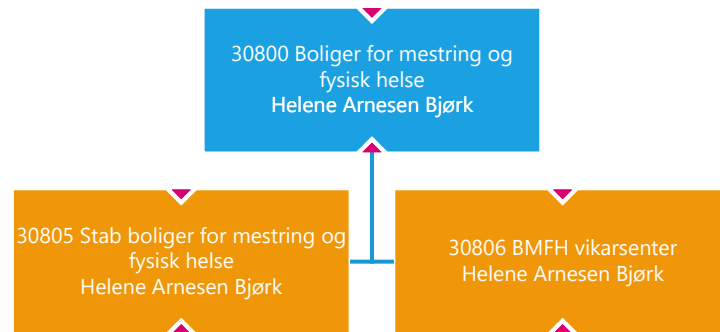 30800 Boliger for mestring og
fysisk helse
Helene Arnesen Bjørk
30805 Stab boliger for mestring og
fysisk helse
Helene Arnesen Bjørk
30806 BMFH vikarsenter
Helene Arnesen Bjørk